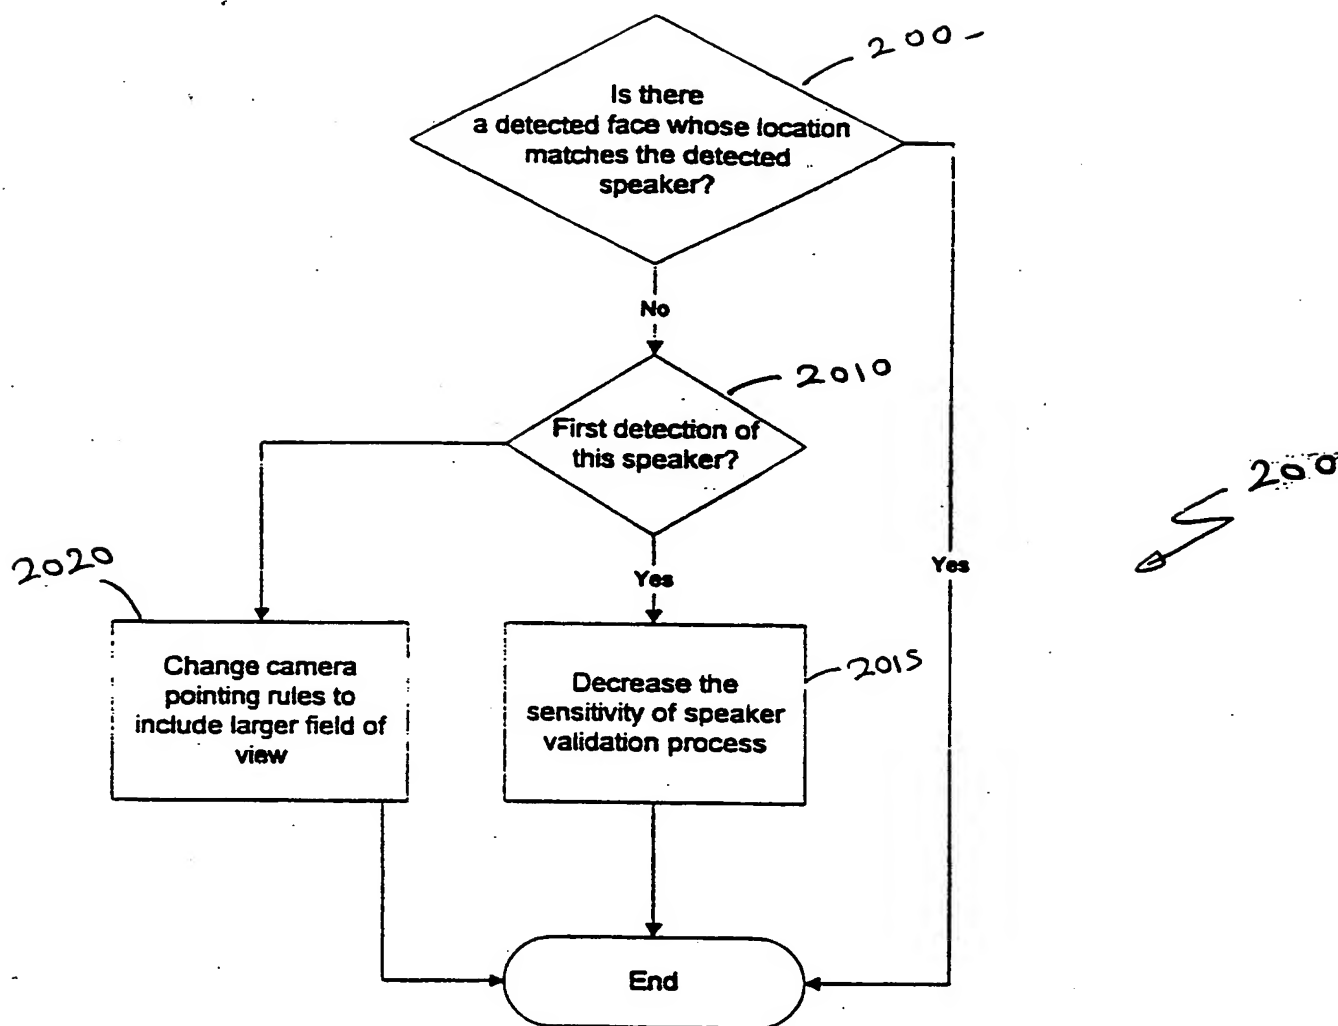 200-
Is there
a detected face whose location
matches the detected
speaker?
No
2010
First detection of
this speaker?
200
2020
Yes
Yes
Change camera
pointing rules to
include larger field of
view
2015
Decrease the
sensitivity of speaker
validation process
End